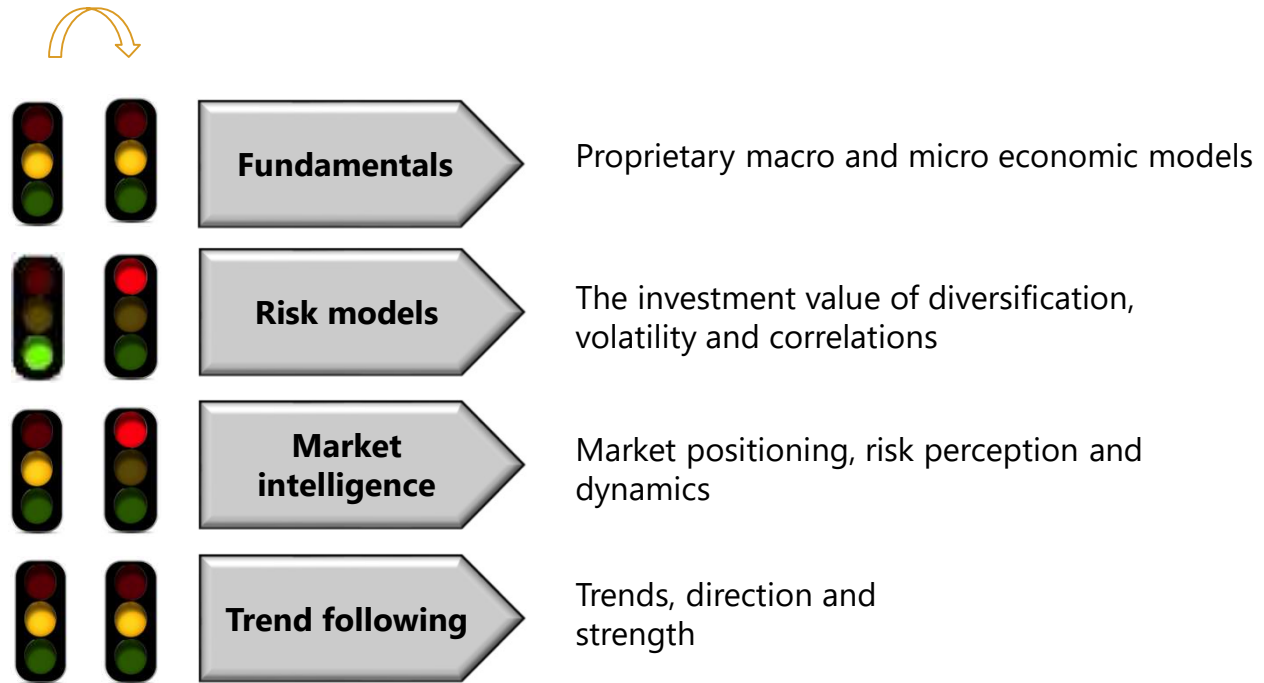 Fundamentals
Proprietary macro and micro economic models
Risk models
The investment value of diversification,
volatility and correlations
Market
intelligence
Market positioning, risk perception and
dynamics
Trend following
Trends, direction and
strength